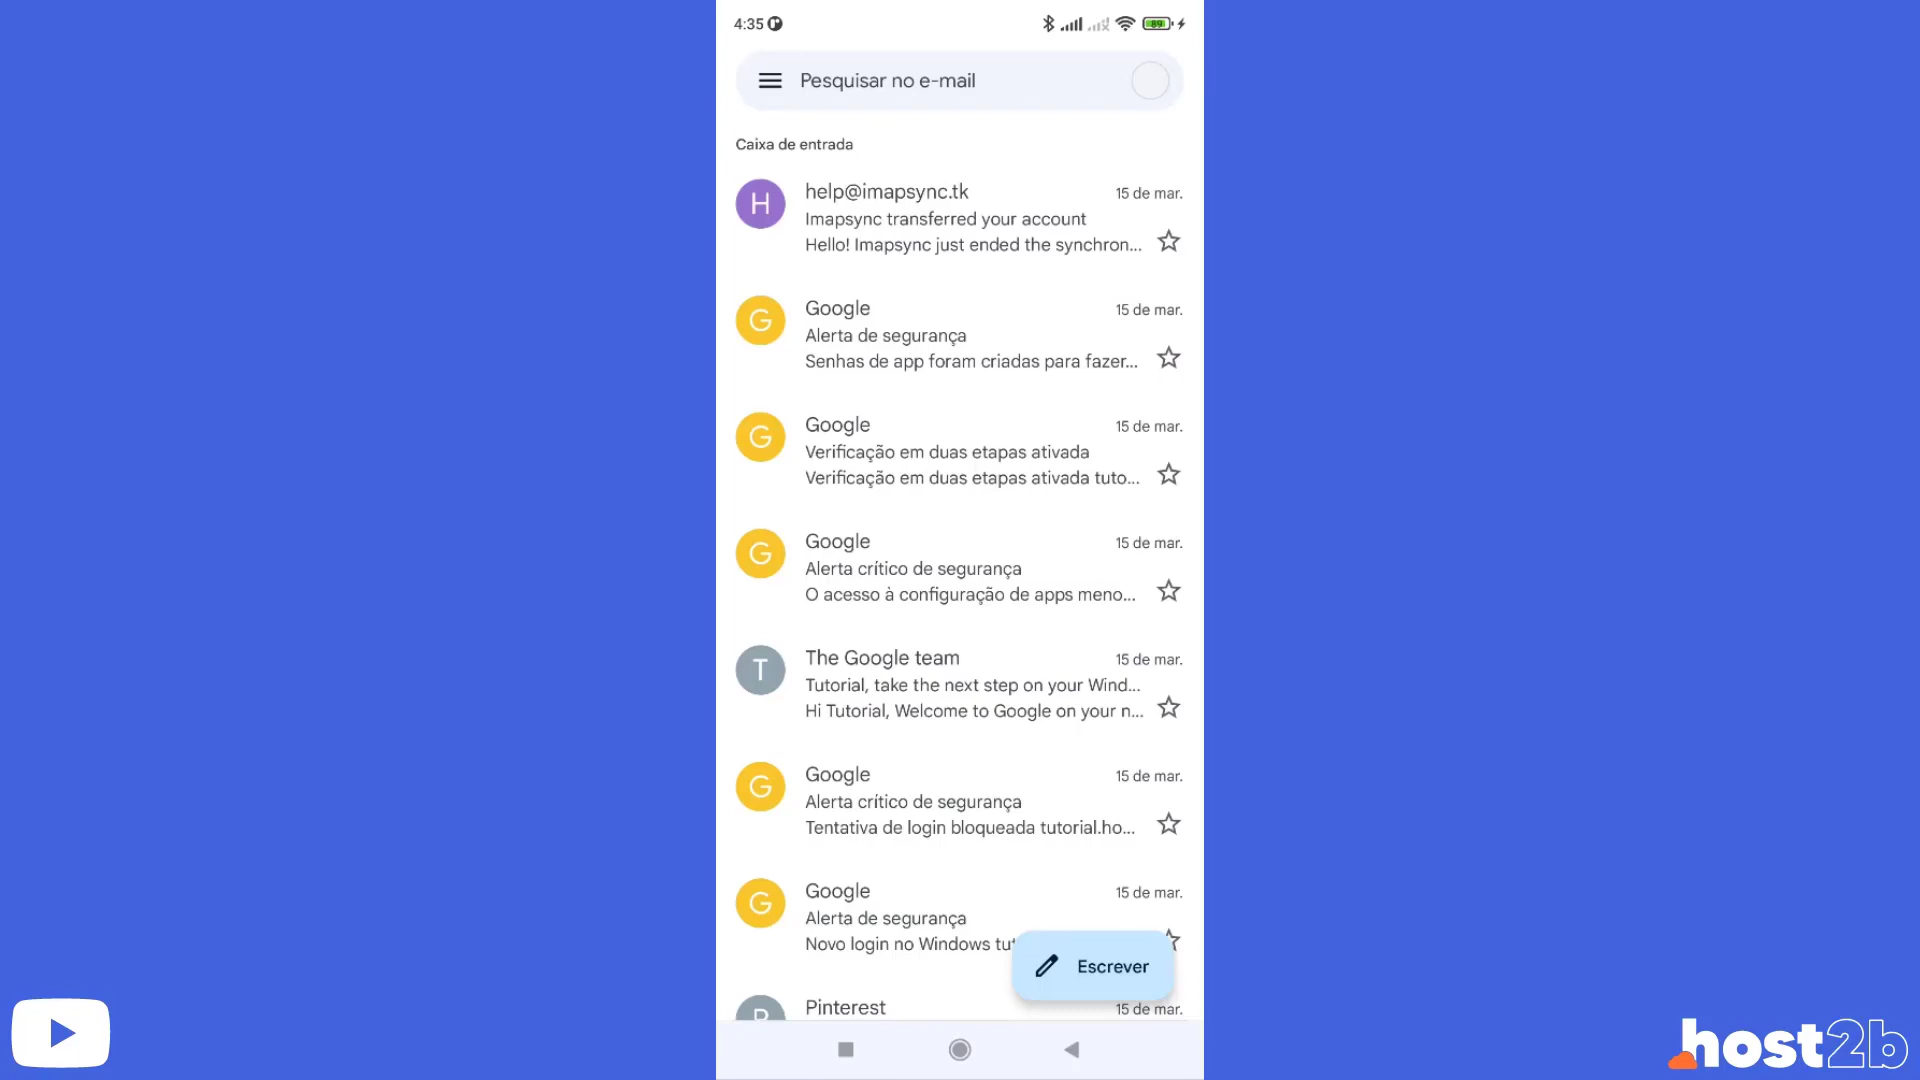 4:35
89
Pesquisar no e-mail
Caixa de entrada
H
help@imapsync.tk
15 de mar.
Imapsync transferred your account
Hello! Imapsync just ended the synchron...
G
Google
15 de mar.
Alerta de segurança
Senhas de app foram criadas para fazer...
G
Google
15 de mar.
Verificação em duas etapas ativada
Verificação em duas etapas ativada tuto...
G
Google
15 de mar.
Alerta crítico de segurança
O acesso à configuração de apps meno...
T
The Google team
15 de mar.
Tutorial, take the next step on your Wind...
Hi Tutorial, Welcome to Google on your n...
G
Google
15 de mar.
Alerta crítico de segurança
Tentativa de login bloqueada tutorial.ho...
G
Google
15 de mar.
Alerta de segurança
Novo login no Windows tut
Escrever
P
Pinterest
15 de mar.
host2b